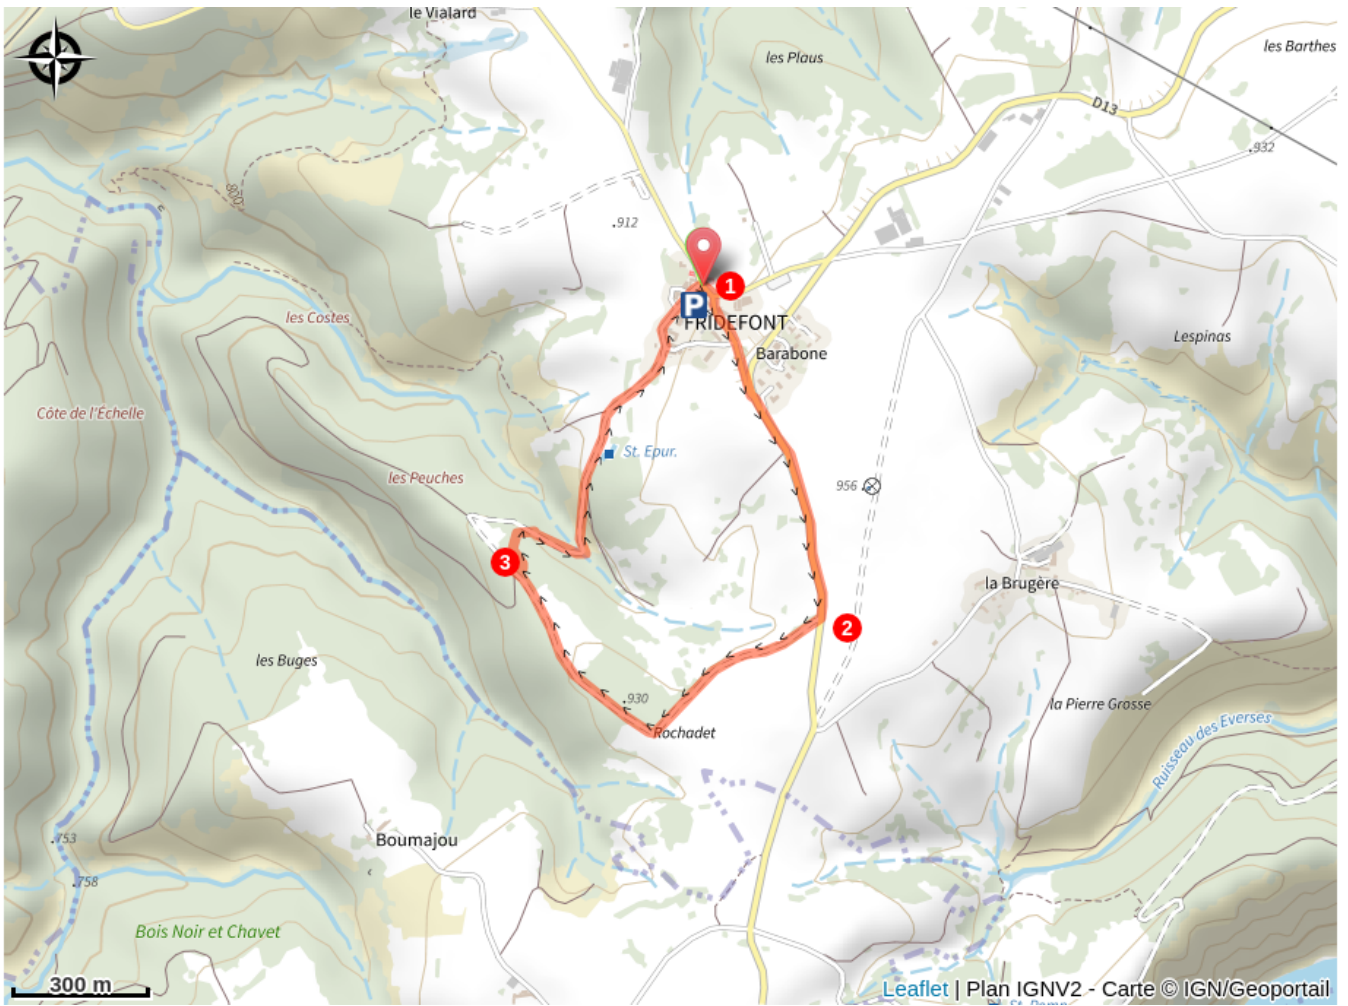 le Vialard
les Barthes
les Plaus
D13
932
800
912
1
P
FRIDEFONT
les Costes
Lespinas
Barabone
Côte de l'Échelle
St. Epur.
les Peuches
956
3
la Brugère
2
les Buges
930
la Pierre Grosse
Rochadet
Ruisseau des Everses
753
Boumajou
758
Bois Noir et Chavet
300 m
Leaflet | Plan IGNV2 - Carte © IGN/Geoportail